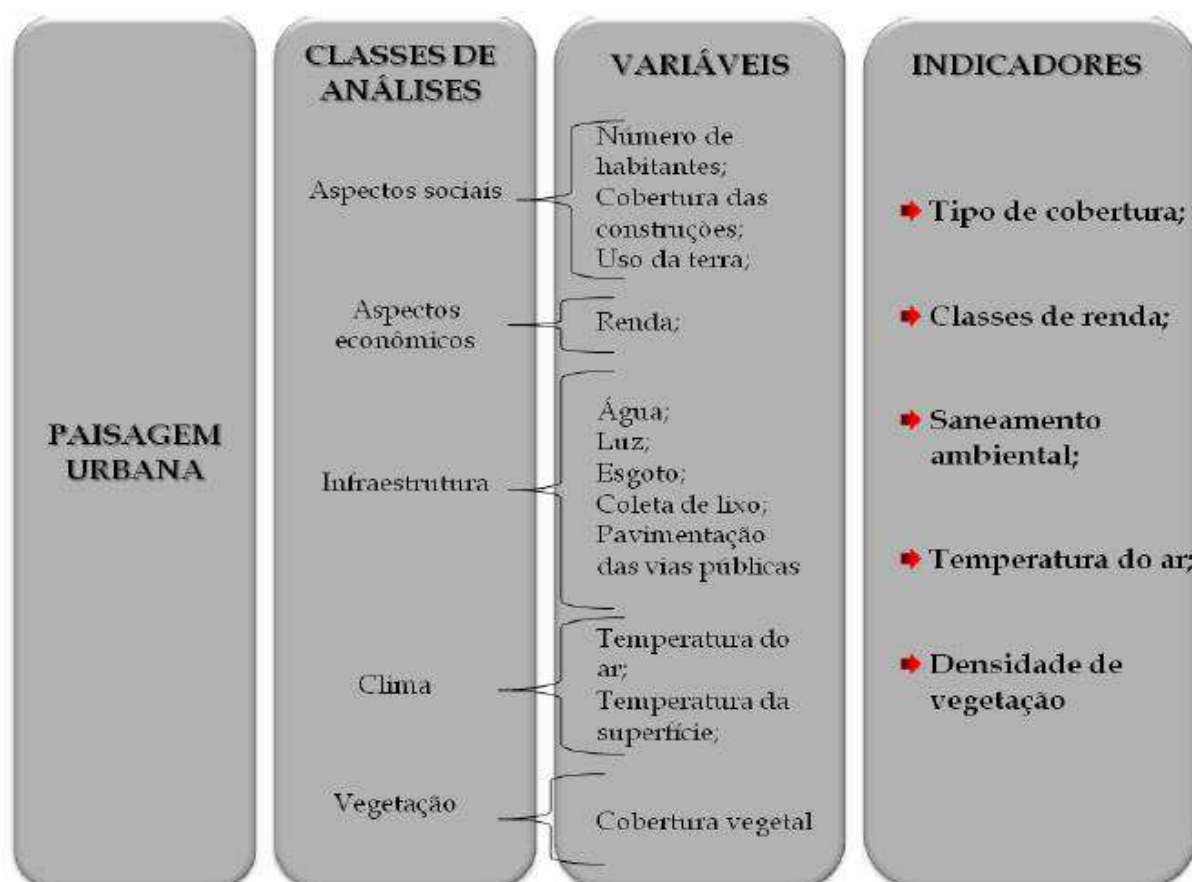 PAISAGEM
URBANA
CLASSES DE
ANÁLISES
Aspectos sociais
Aspectos
econômicos
Infraestrutura
Clima
Vegetação
VARIÁVEIS
Número de
habitantes;
Cobertura das
construções;
Uso da terra;
Renda;
Água;
Luz;
Esgoto;
Coleta de lixo;
Pavimentação
das vias públicas
Temperatura do
ar;
Temperatura da
superfície;
Cobertura vegetal
INDICADORES
Tipo de cobertura;
Classes de renda;
Saneamento
ambiental;
Temperatura do ar;
Densidade de
vegetação